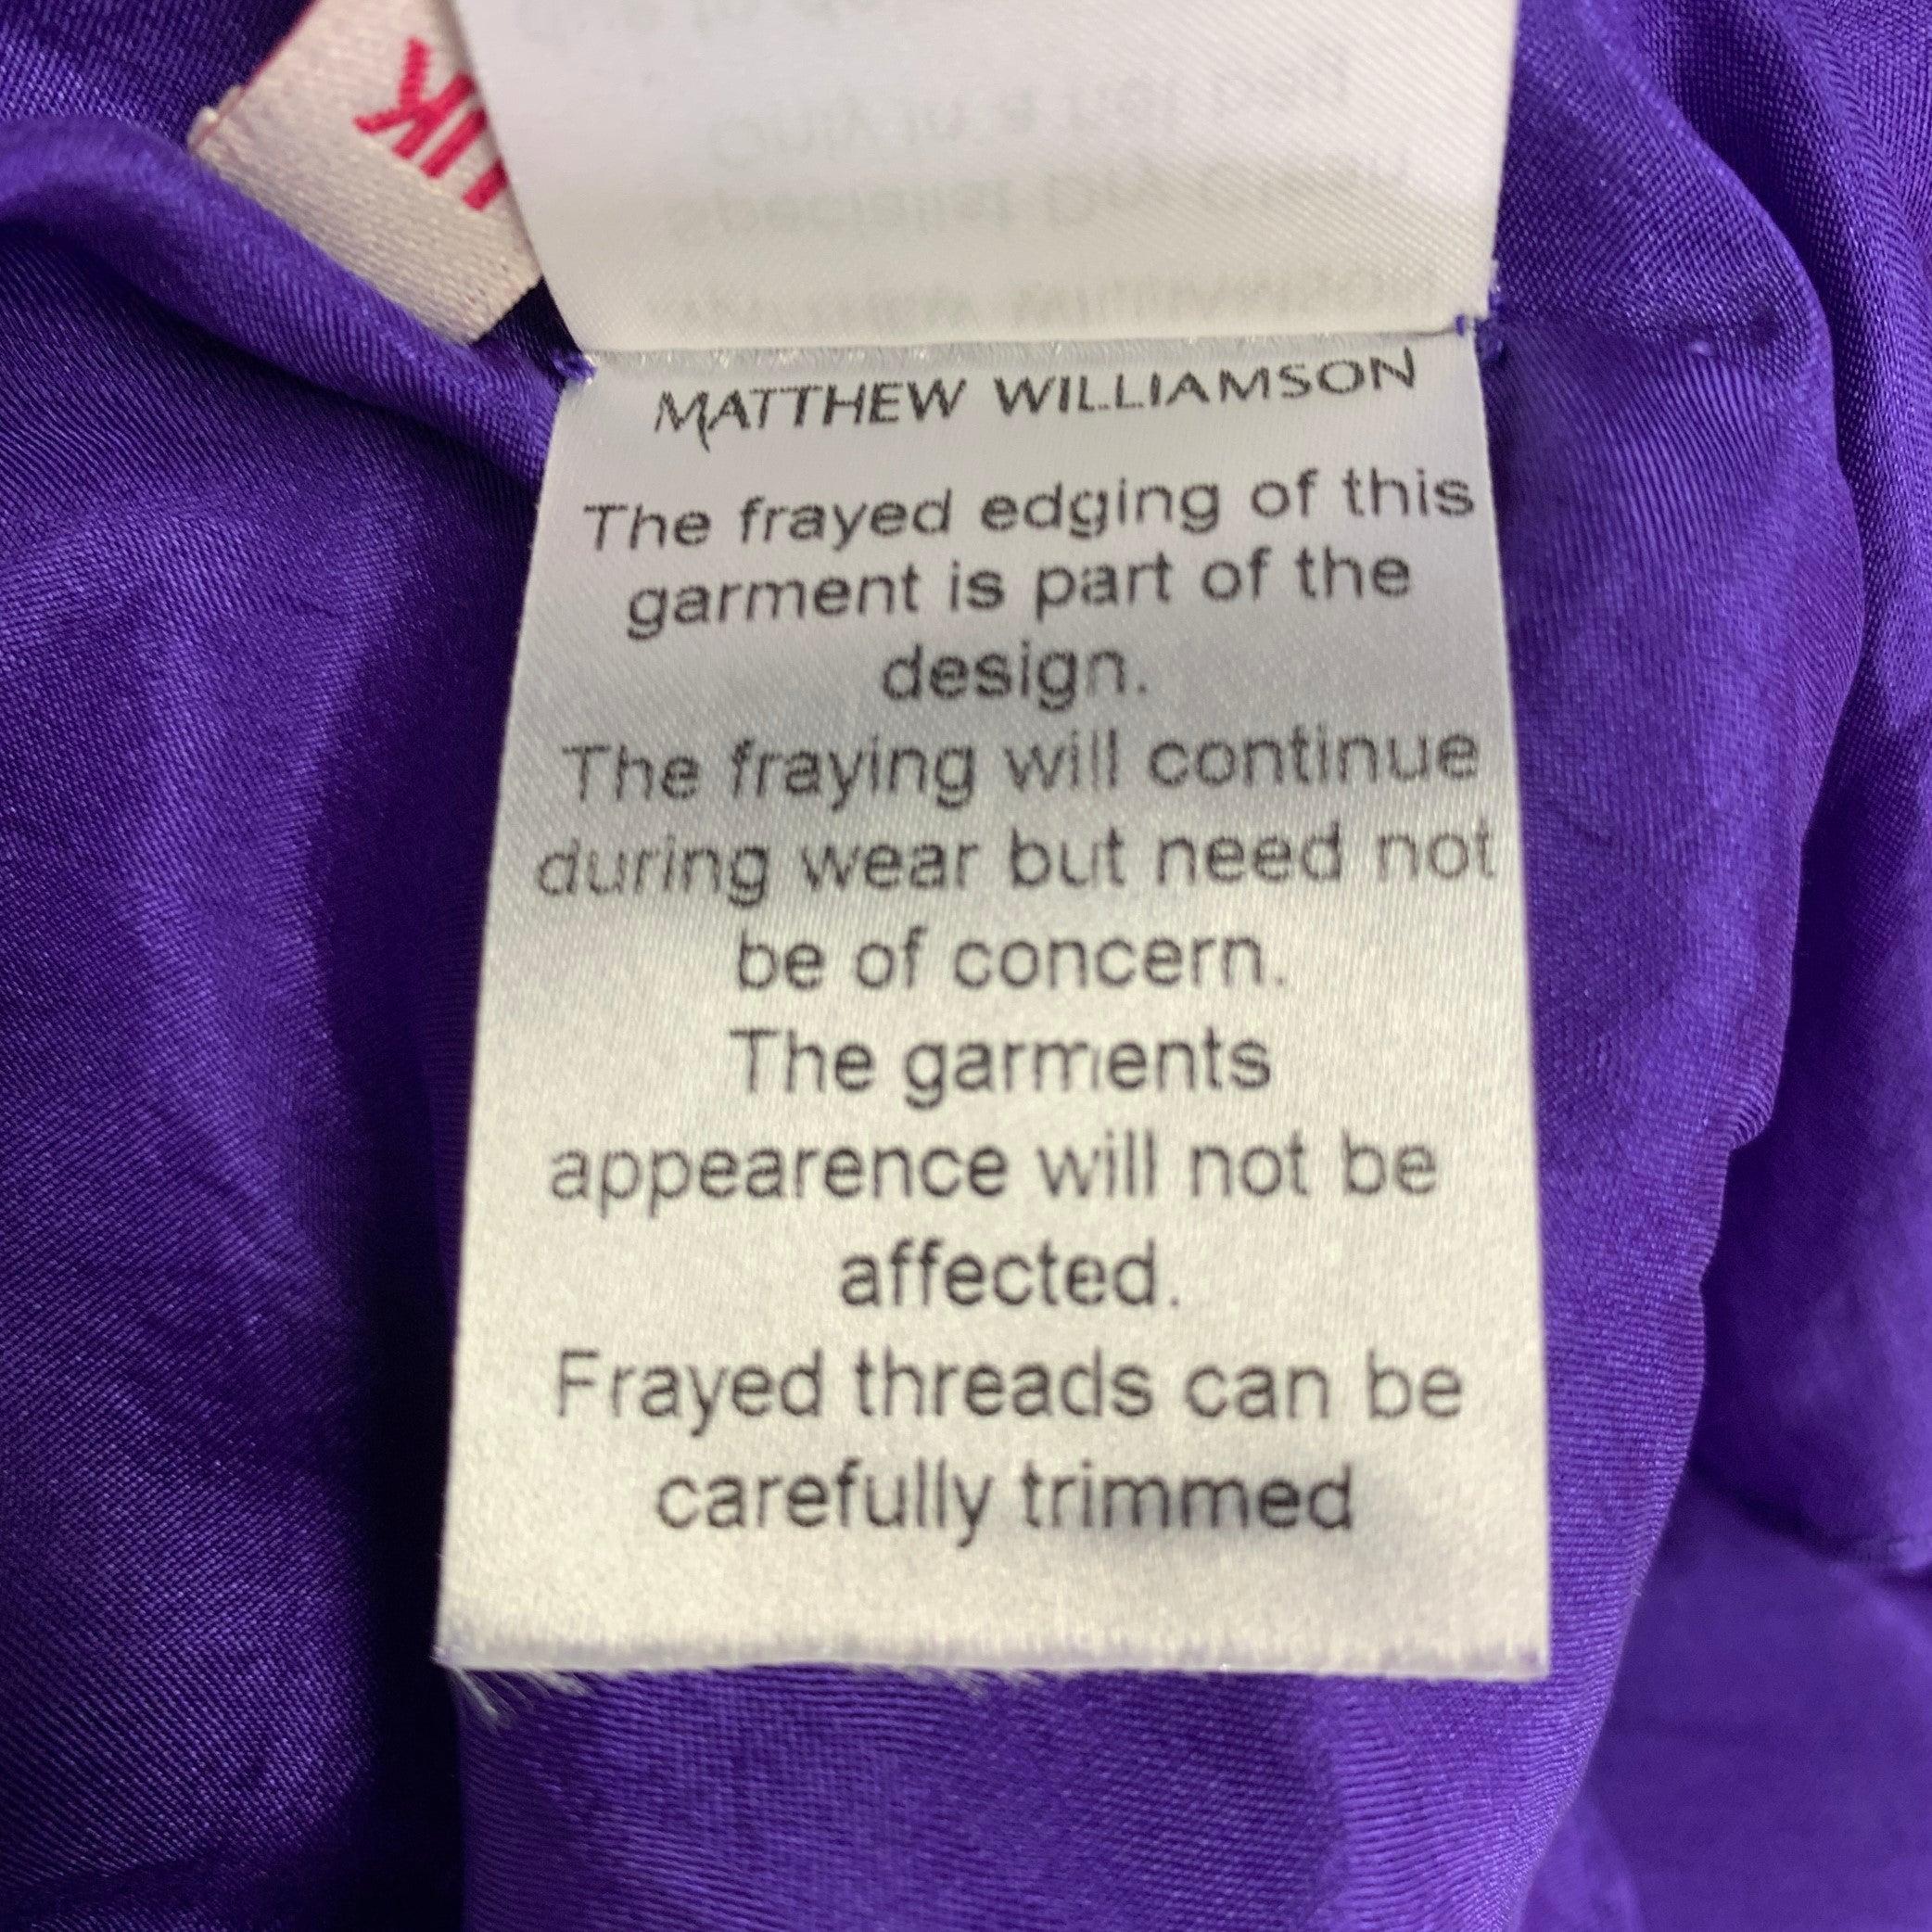 UK
MATTHEW WILLIAMSON
The frayed edging of this
garment is part of the
design.
The fraying will continue
during wear but need not
be of concern.
The garments
appearence will not be
affected.
Frayed threads can be
carefully trimmed